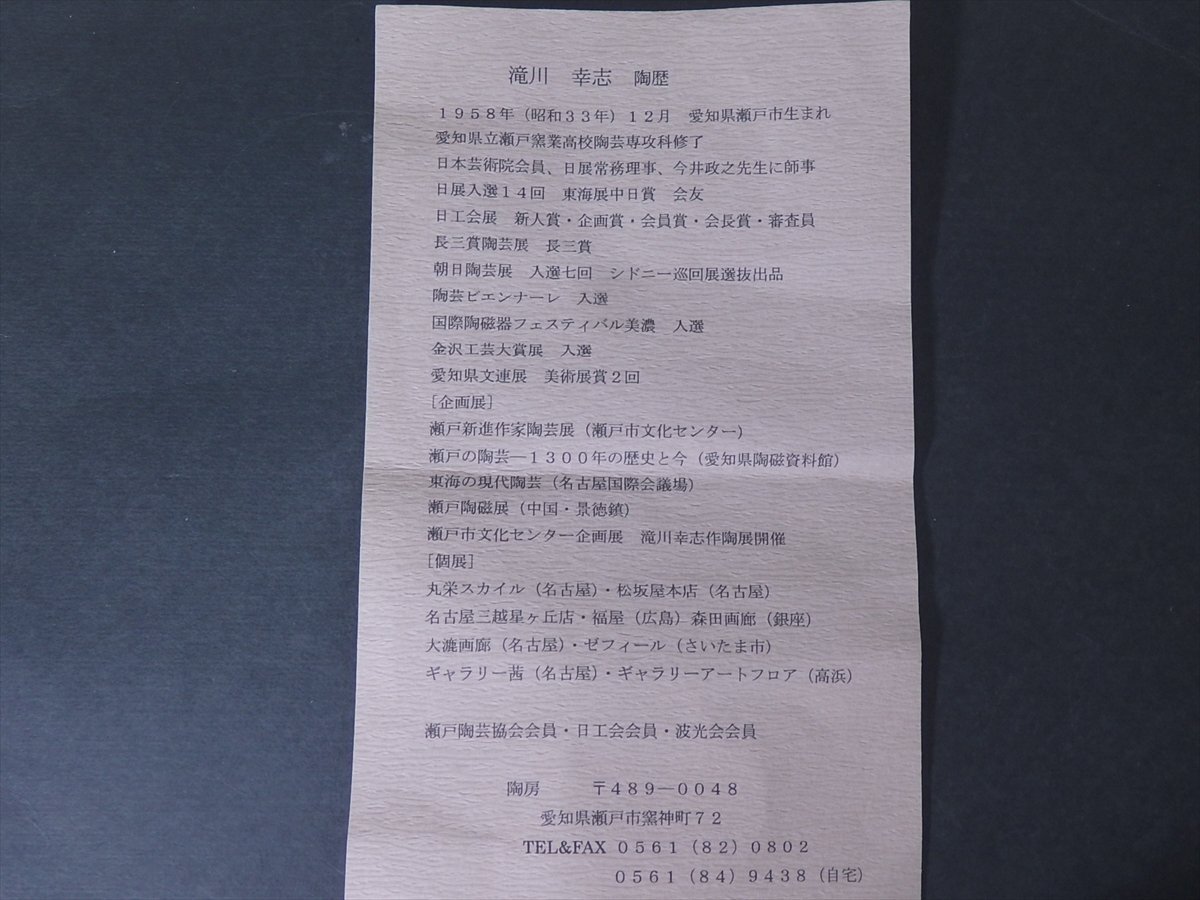 滝川　幸志　陶歴
１９５８年（昭和３３年）１２月　愛知県瀬戸市生まれ
愛知県立瀬戸窯業高校陶芸専攻科修了
日本芸術院会員、日展常務理事、今井政之先生に師事
日展入選１４回　東海展中日賞　会友
日工会展　新人賞・企画賞・会員賞・会長賞・審査員
長三賞陶芸展　長三賞
朝日陶芸展　入選七回　シドニー巡回展選抜出品
陶芸ビエンナーレ　入選
国際陶磁器フェスティバル美濃　入選
金沢工芸大賞展　入選
愛知県文連展　美術展賞２回
［企画展］
瀬戸新進作家陶芸展（瀬戸市文化センター）
瀬戸の陶芸―１３００年の歴史と今（愛知県陶磁資料館）
東海の現代陶芸（名古屋国際会議場）
瀬戸陶磁展（中国・景徳鎮）
瀬戸市文化センター企画展　滝川幸志作陶展開催
［個展］
丸栄スカイル（名古屋）・松坂屋本店（名古屋）
名古屋三越星ヶ丘店・福屋（広島）森田画廊（銀座）
大漉画廊（名古屋）・ゼフィール（さいたま市）
ギャラリー茜（名古屋）・ギャラリーアートフロア（高浜）
瀬戸陶芸協会会員・日工会会員・波光会会員
陶房　　〒４８９―００４８
愛知県瀬戸市窯神町７２
TEL&FAX ０５６１（８２）０８０２
０５６１（８４）９４３８（自宅）